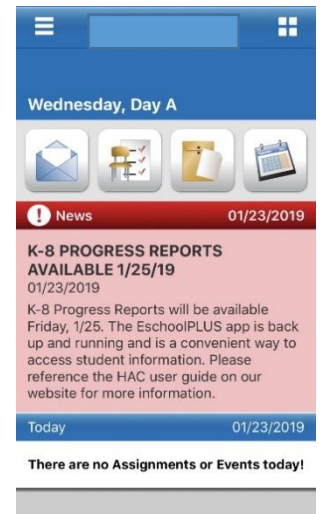 Wednesday, Day A
! News 01/23/2019
K-8 PROGRESS REPORTS
AVAILABLE 1/25/19
01/23/2019
K-8 Progress Reports will be available
Friday, 1/25. The EschoolPLUS app is back
up and running and is a convenient way to
access student information. Please
reference the HAC user guide on our
website for more information.
Today 01/23/2019
There are no Assignments or Events today!